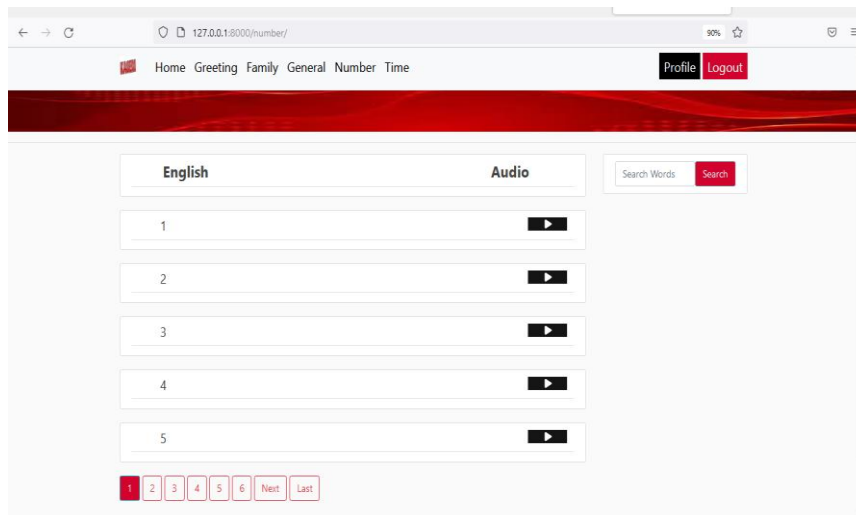 127.0.0.1:8000/number/
90%
Home Greeting Family General Number Time
Profile Logout
English Audio
Search Words Search
1
2
3
4
5
1 2 3 4 5 6 Next Last